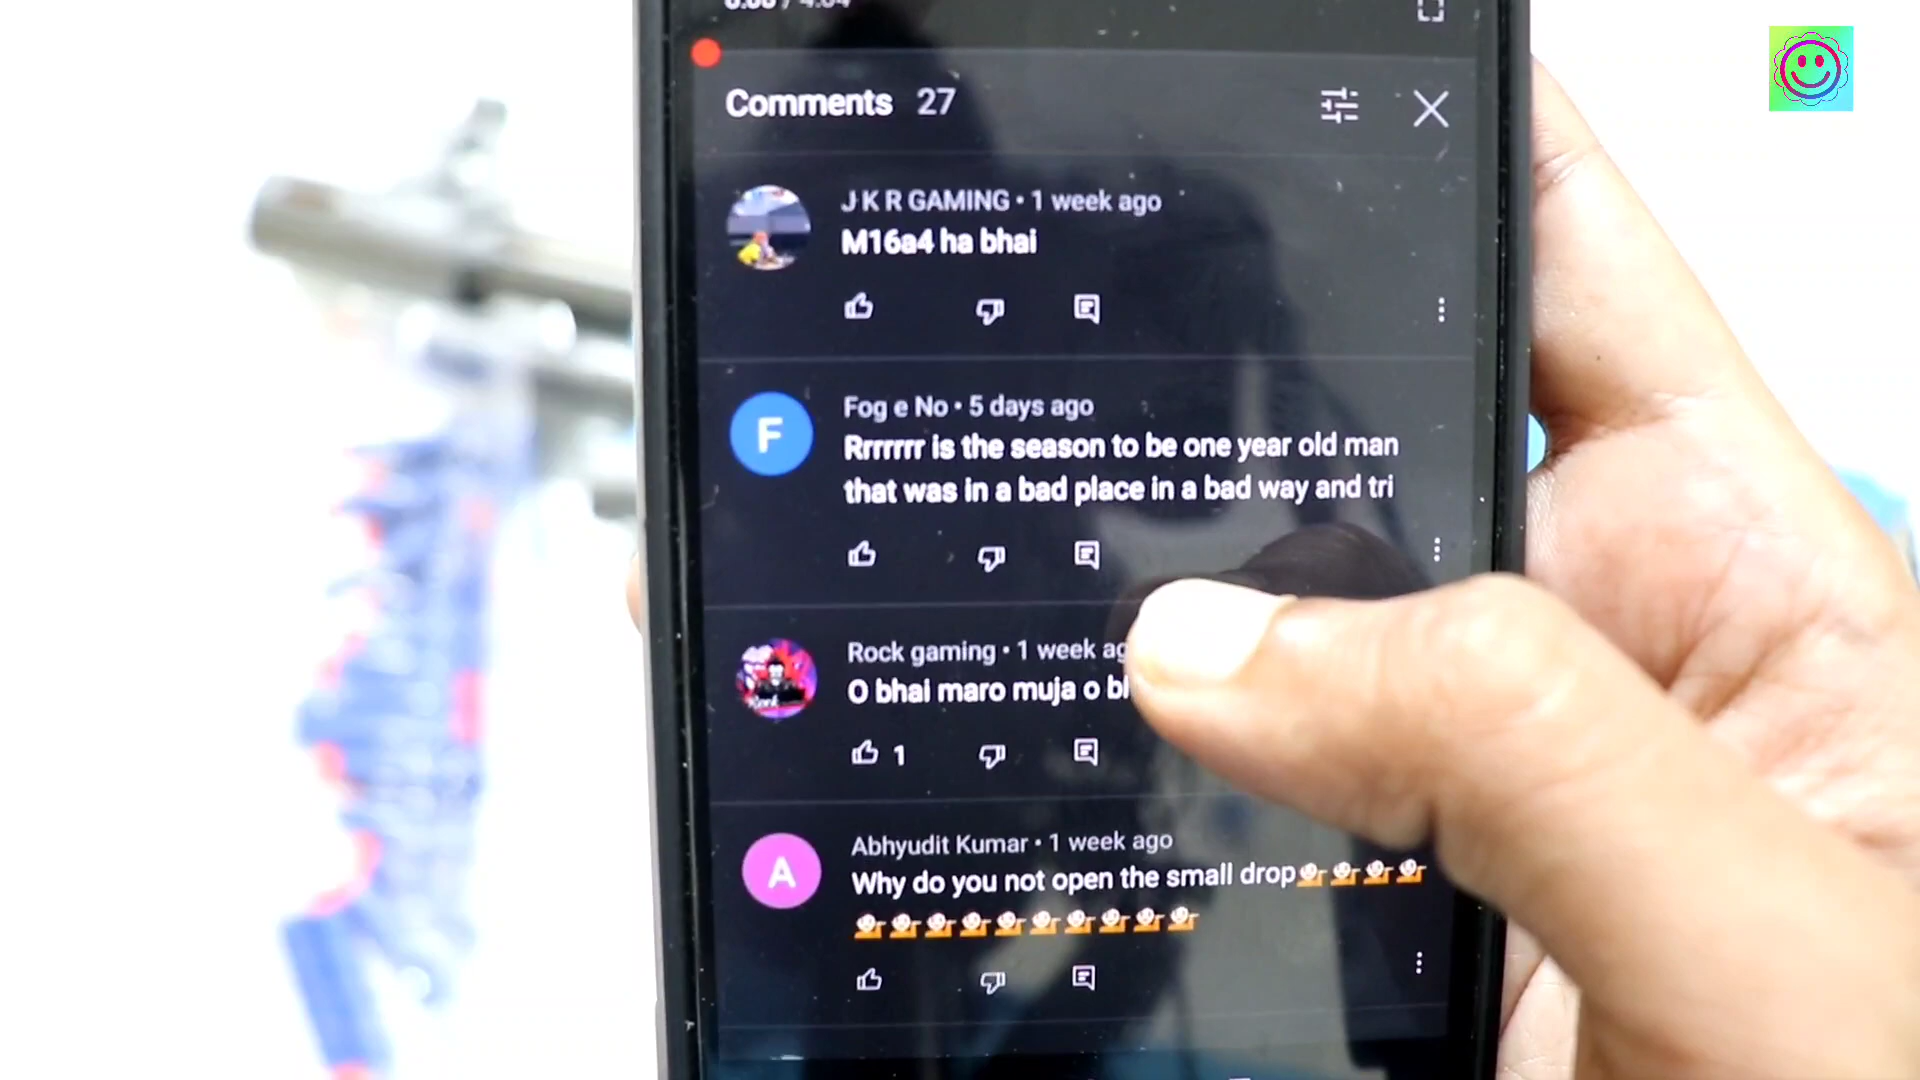 Comments 27
J K R GAMING • 1 week ago
M16a4 ha bhai
F
Fog e No • 5 days ago
Rrrrrrr is the season to be one year old man
that was in a bad place in a bad way and tri
Rock gaming • 1 week
O bhai maro muja o
1
A
Abhyudit Kumar • 1 week ago
Why do you not open the small drop💁💁💁💁
💁💁💁💁💁💁💁💁💁💁